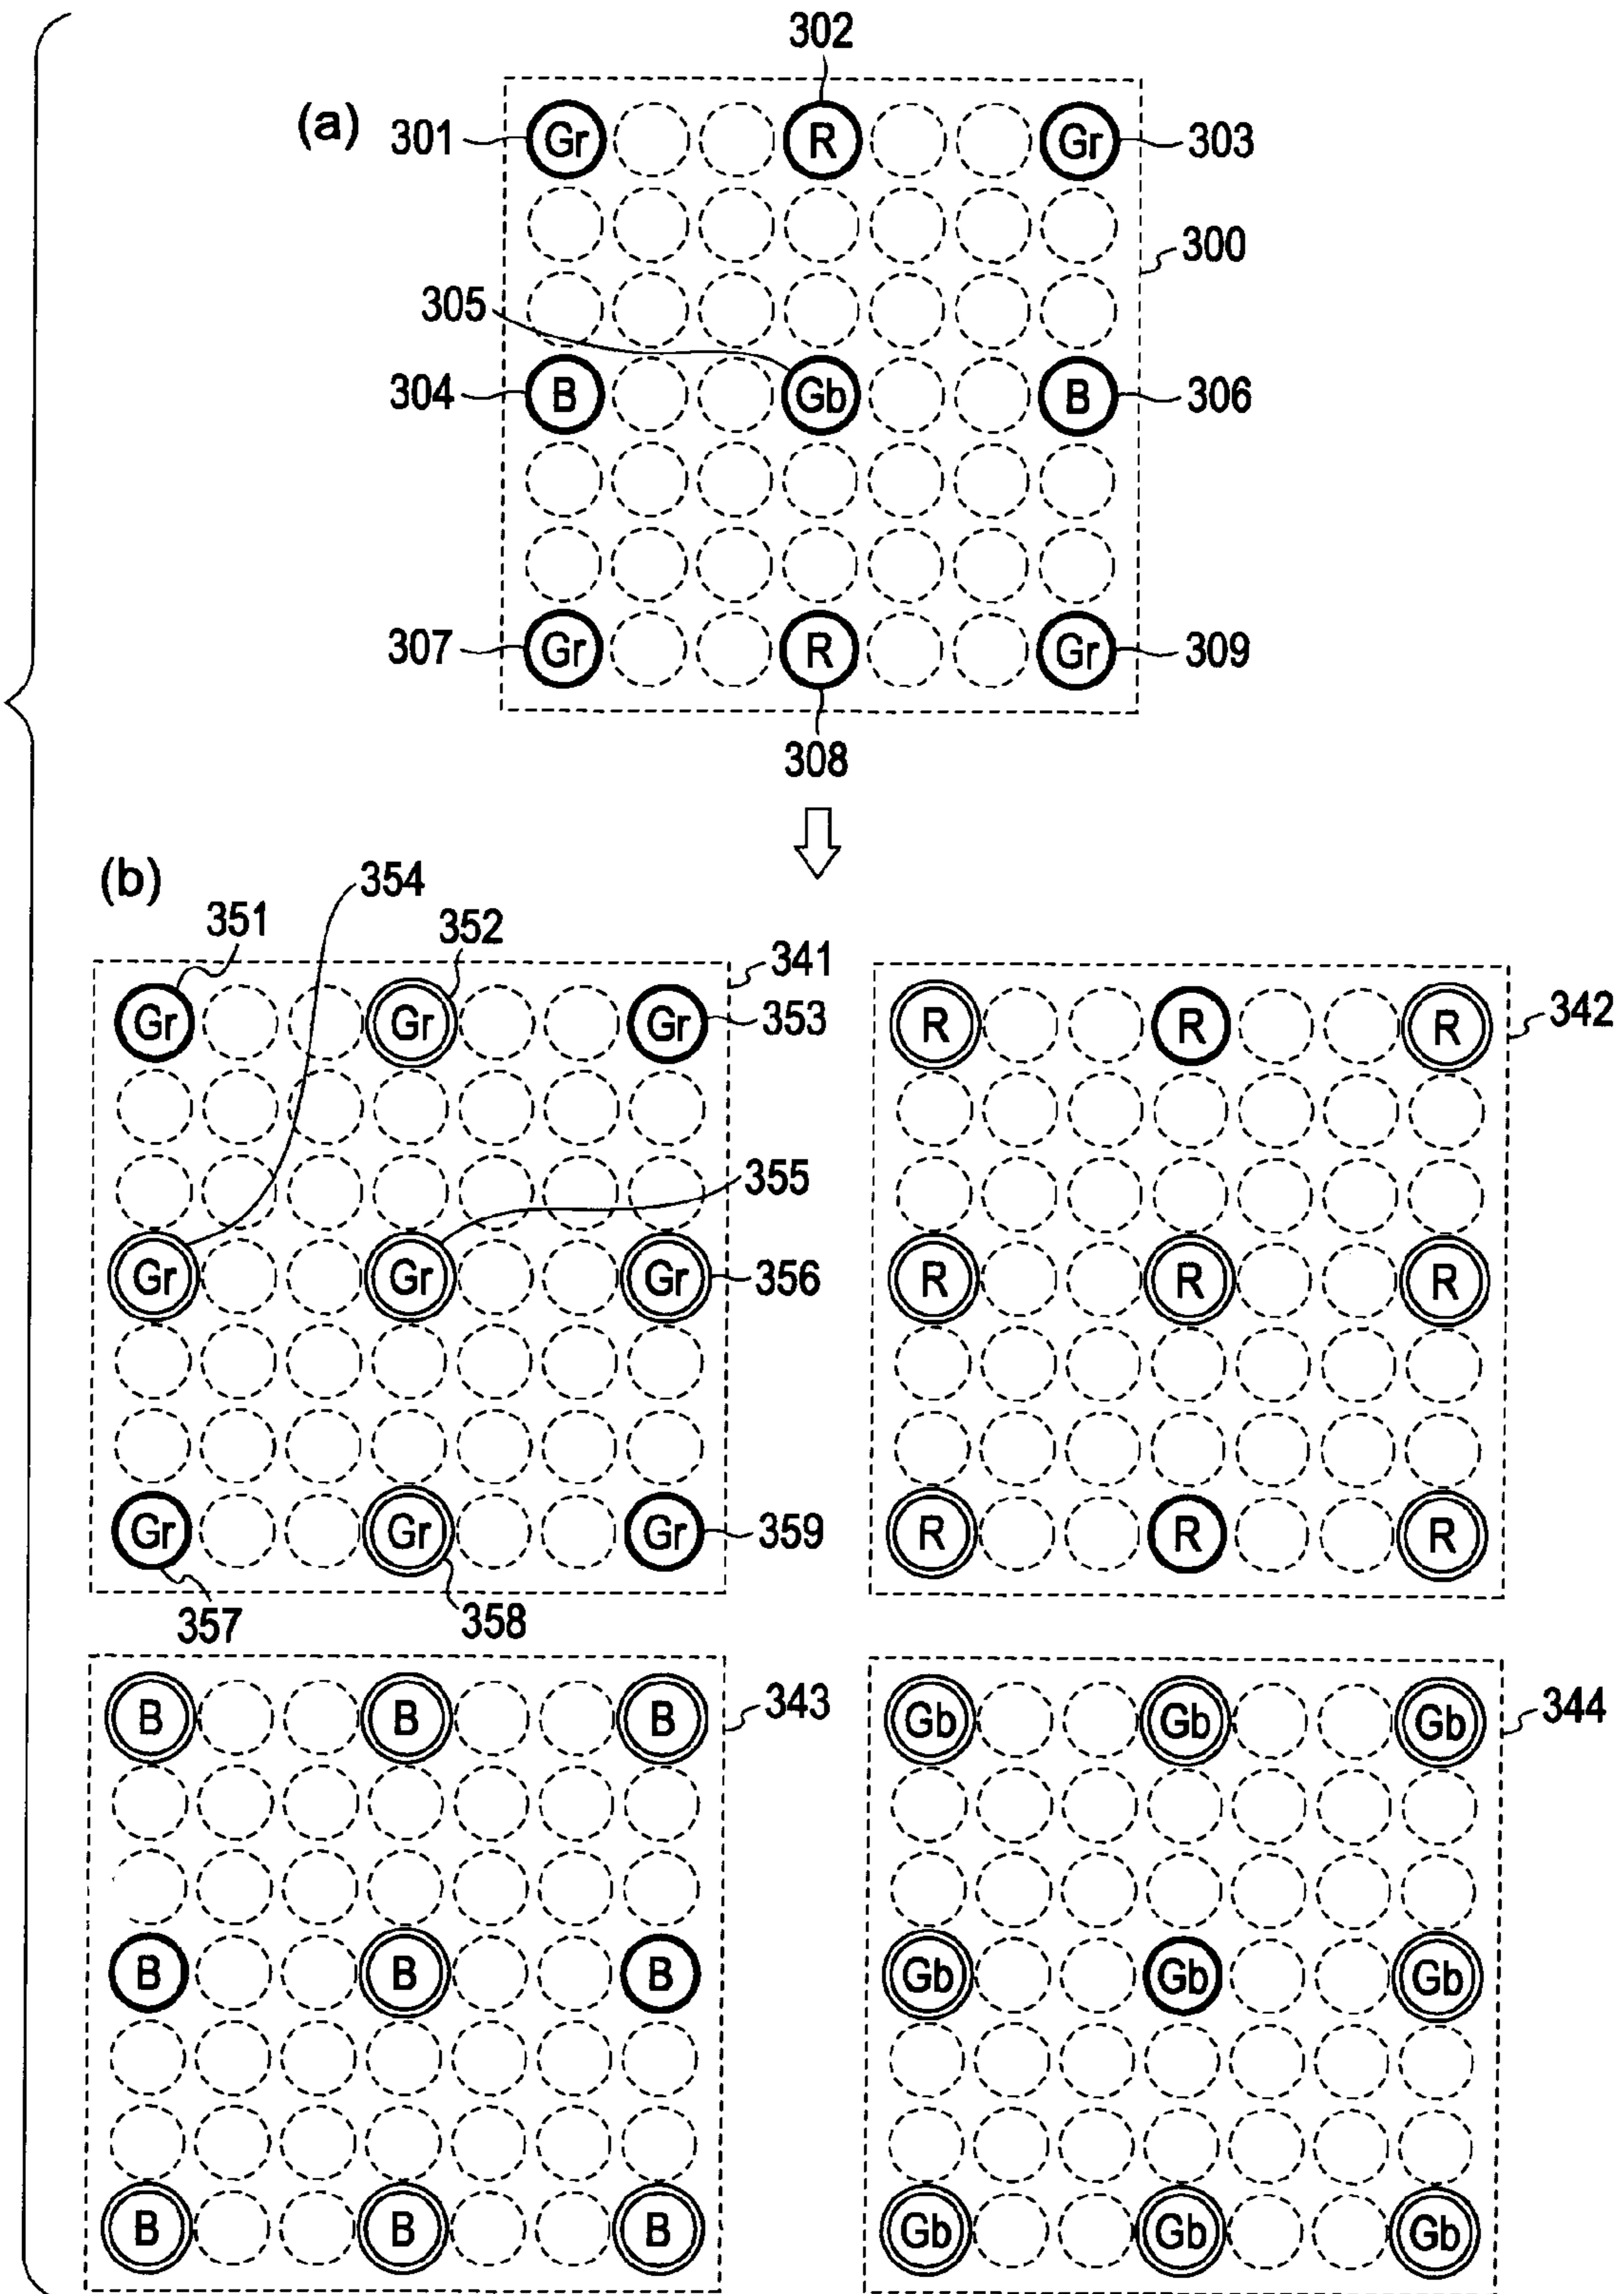 302
(a) 301 Gr R Gr 303
300
305
304 B Gb B 306
307 Gr R Gr 309
308
(b) 354
351 352
341
Gr Gr Gr 353
R R R 342
355
Gr Gr Gr 356
R R R
Gr Gr Gr 359
R R R
357 358
B B B 343
Gb Gb Gb 344
B B B
Gb Gb Gb
B B B
Gb Gb Gb